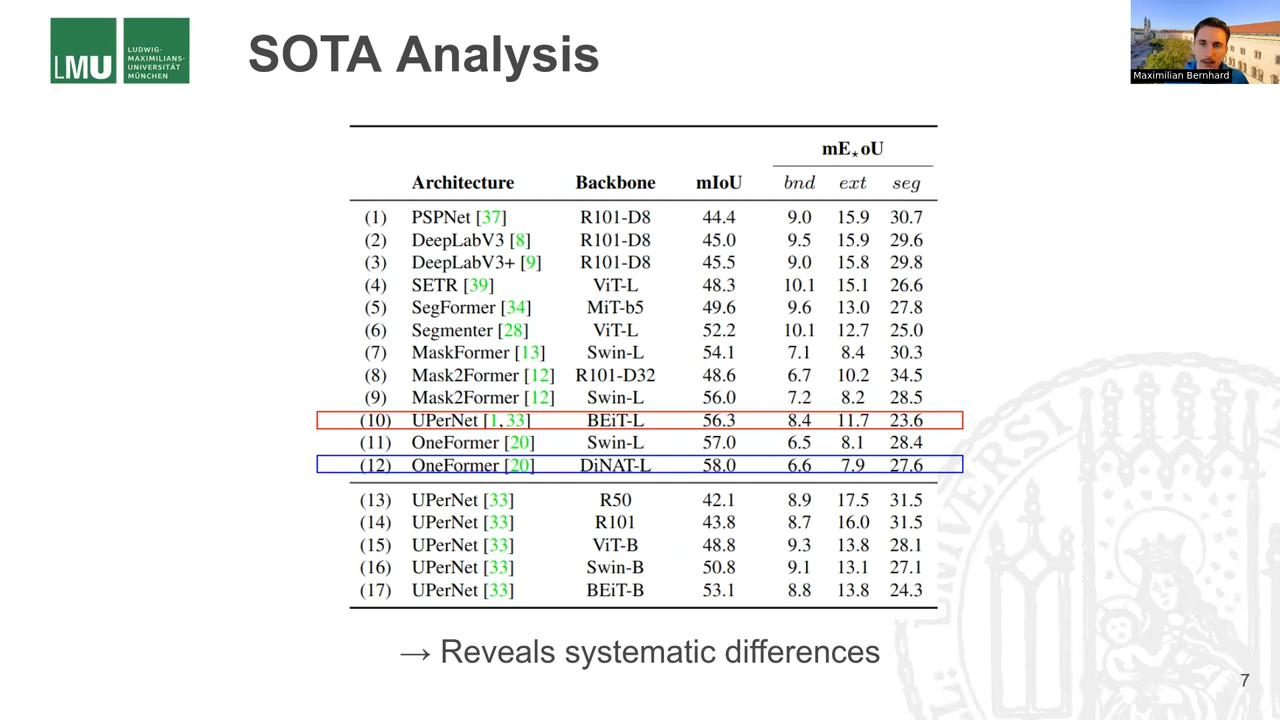 LMU
LUDWIG-
MAXIMILIANS-
UNIVERSITÄT
MÜNCHEN
SOTA Analysis
Maximilian Bernhard
mE⋆oU
Architecture Backbone mIoU bnd ext seg
(1) PSPNet [37] R101-D8 44.4 9.0 15.9 30.7
(2) DeepLabV3 [8] R101-D8 45.0 9.5 15.9 29.6
(3) DeepLabV3+ [9] R101-D8 45.5 9.0 15.8 29.8
(4) SETR [39] ViT-L 48.3 10.1 15.1 26.6
(5) SegFormer [34] MiT-b5 49.6 9.6 13.0 27.8
(6) Segmenter [28] ViT-L 52.2 10.1 12.7 25.0
(7) MaskFormer [13] Swin-L 54.1 7.1 8.4 30.3
(8) Mask2Former [12] R101-D32 48.6 6.7 10.2 34.5
(9) Mask2Former [12] Swin-L 56.0 7.2 8.2 28.5
(10) UPerNet [1,33] BEiT-L 56.3 8.4 11.7 23.6
(11) OneFormer [20] Swin-L 57.0 6.5 8.1 28.4
(12) OneFormer [20] DiNAT-L 58.0 6.6 7.9 27.6
(13) UPerNet [33] R50 42.1 8.9 17.5 31.5
(14) UPerNet [33] R101 43.8 8.7 16.0 31.5
(15) UPerNet [33] ViT-B 48.8 9.3 13.8 28.1
(16) UPerNet [33] Swin-B 50.8 9.1 13.1 27.1
(17) UPerNet [33] BEiT-B 53.1 8.8 13.8 24.3
→ Reveals systematic differences
7